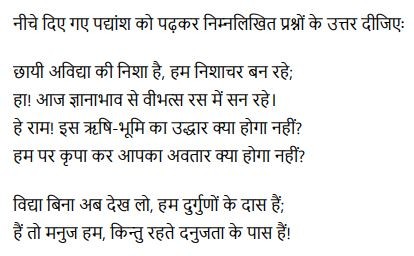 नीचे दिए गए पद्यांश को पढ़कर निम्नलिखित प्रश्नों के उत्तर दीजिएः
छायी अविद्या की निशा है, हम निशाचर बन रहे;
हा! आज ज्ञानाभाव से वीभत्स रस में सन रहे।
हे राम! इस ऋषि-भूमि का उद्धार क्या होगा नहीं?
हम पर कृपा कर आपका अवतार क्या होगा नहीं?
विद्या बिना अब देख लो, हम दुर्गुणों के दास हैं;
हैं तो मनुज हम, किन्तु रहते दनुजता के पास हैं!